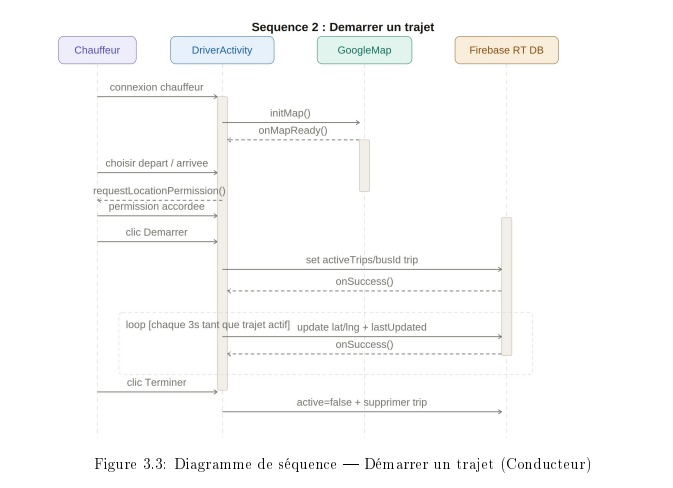 Sequence 2 : Demarrer un trajet
Chauffeur
DriverActivity
GoogleMap
Firebase RT DB
connexion chauffeur
initMap()
onMapReady()
choisir depart / arrivee
requestLocationPermission()
permission accordee
clic Demarrer
set activeTrips/busId trip
onSuccess()
loop [chaque 3s tant que trajet actif]
update lat/lng + lastUpdated
onSuccess()
clic Terminer
active=false + supprimer trip
Figure 3.3: Diagramme de séquence — Démarrer un trajet (Conducteur)